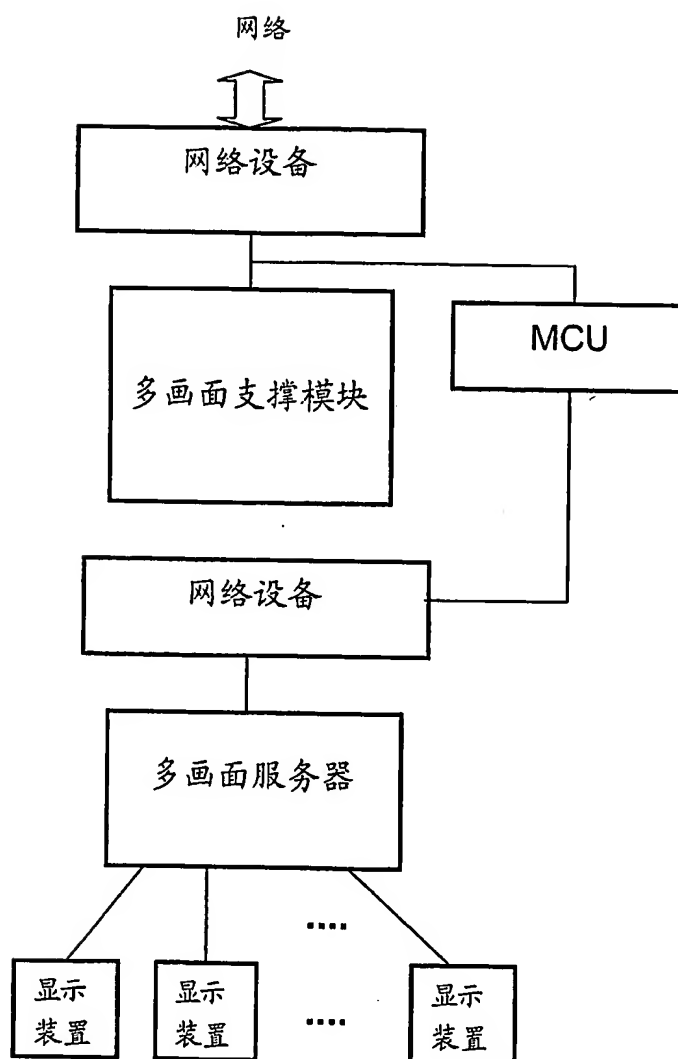 网络
网络设备
MCU
多画面支撑模块
网络设备
多画面服务器
....
显示
装置
显示
装置
....
显示
装置